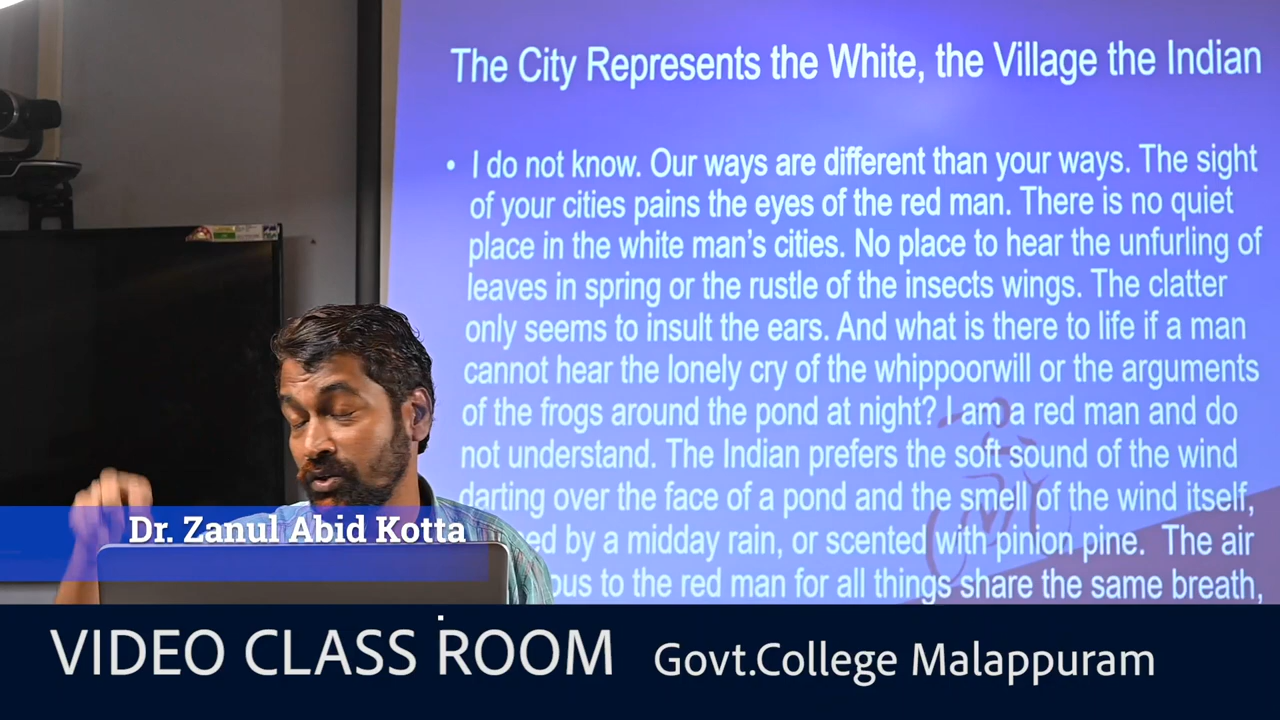 The City Represents the White, the Village the Indian
• I do not know. Our ways are different than your ways. The sight
of your cities pains the eyes of the red man. There is no quiet
place in the white man’s cities. No place to hear the unfurling of
leaves in spring or the rustle of the insects wings. The clatter
only seems to insult the ears. And what is there to life if a man
cannot hear the lonely cry of the whippoorwill or the arguments
of the frogs around the pond at night? I am a red man and do
not understand. The Indian prefers the soft sound of the wind
darting over the face of a pond and the smell of the wind itself,
by a midday rain, or scented with pinion pine. The air
to the red man for all things share the same breath,
Dr. Zanul Abid Kotta
VIDEO CLASS ROOM Govt.College Malappuram